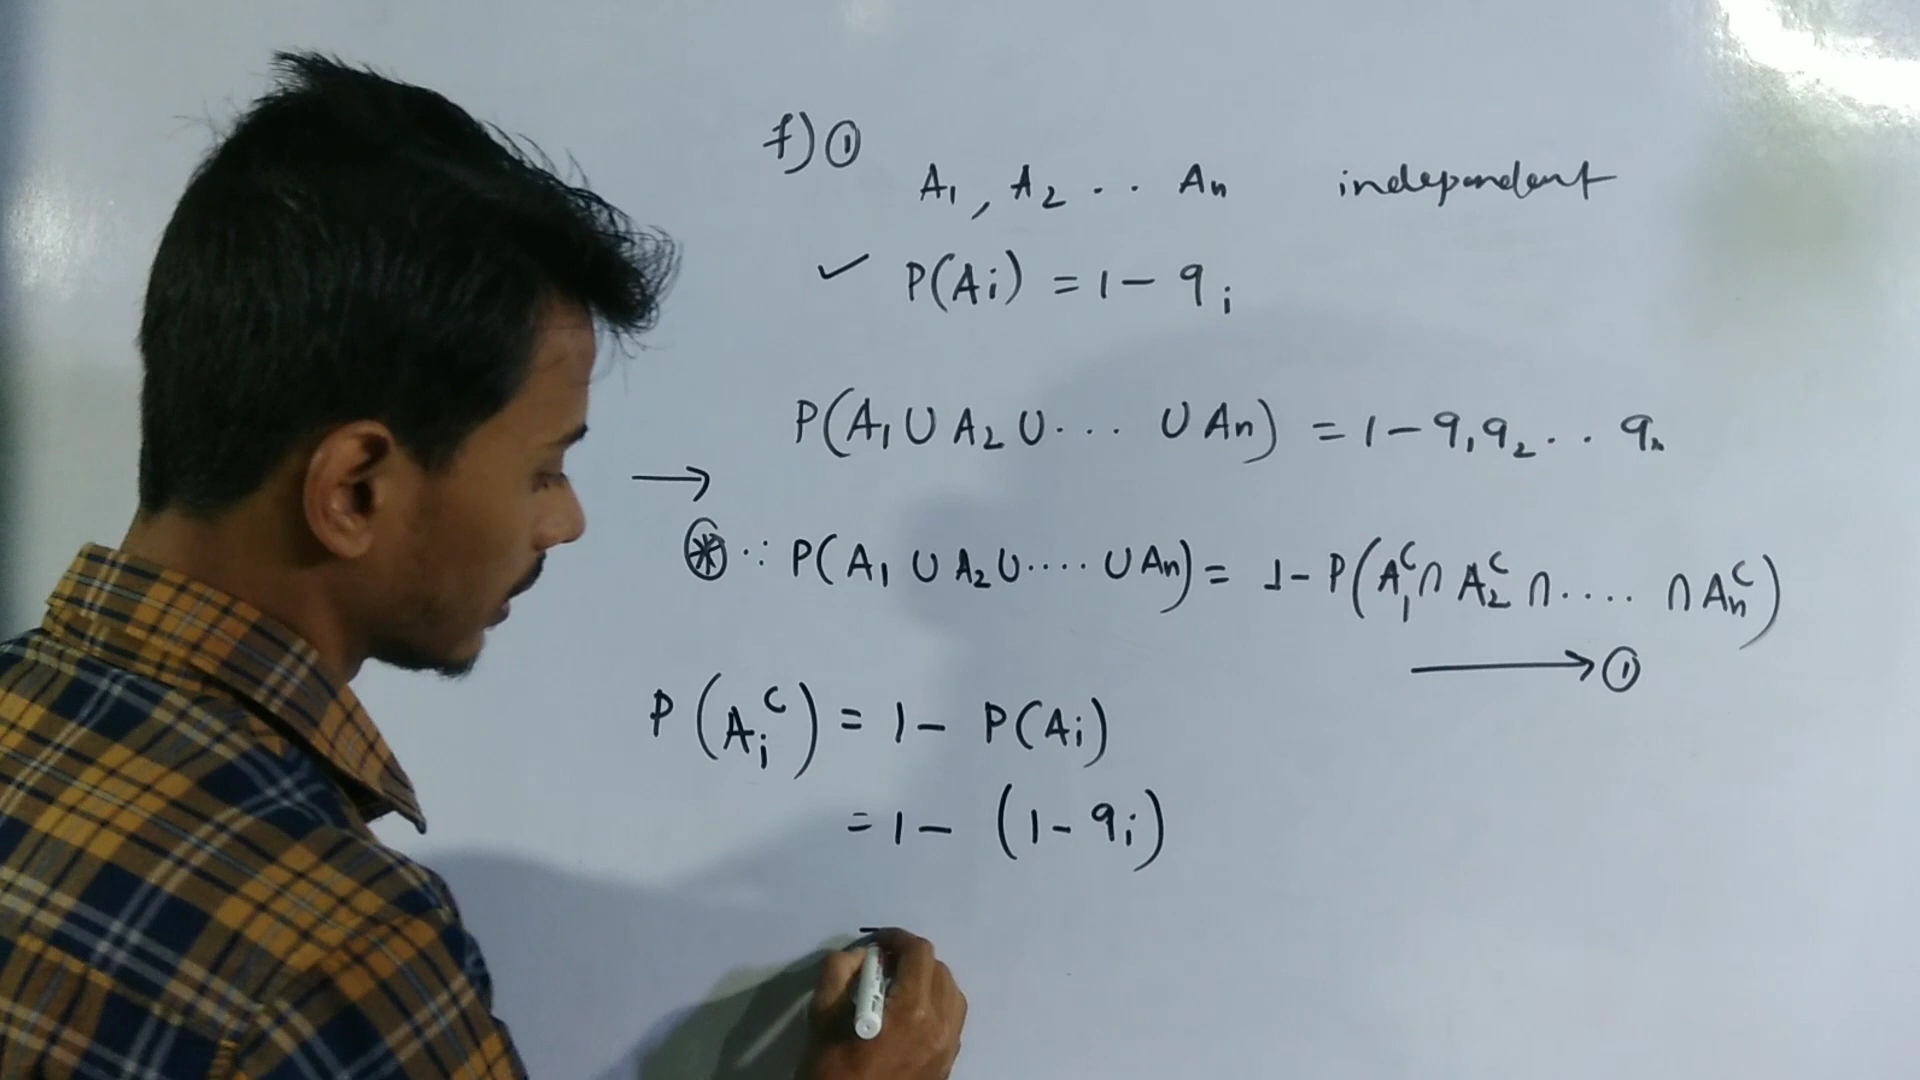 f) ①
A₁, A₂ . . Aₙ independent
✓ P(Aᵢ) = 1 - qᵢ
P(A₁ ∪ A₂ ∪ . . . ∪ Aₙ) = 1 - q₁q₂ . . qₙ
→
⊛ ∵ P(A₁ ∪ A₂ ∪ . . . . ∪ Aₙ) = 1 - P(A₁ᶜ ∩ A₂ᶜ ∩ . . . . ∩ Aₙᶜ)
→ ①
P(Aᵢᶜ) = 1 - P(Aᵢ)
= 1 - (1 - qᵢ)